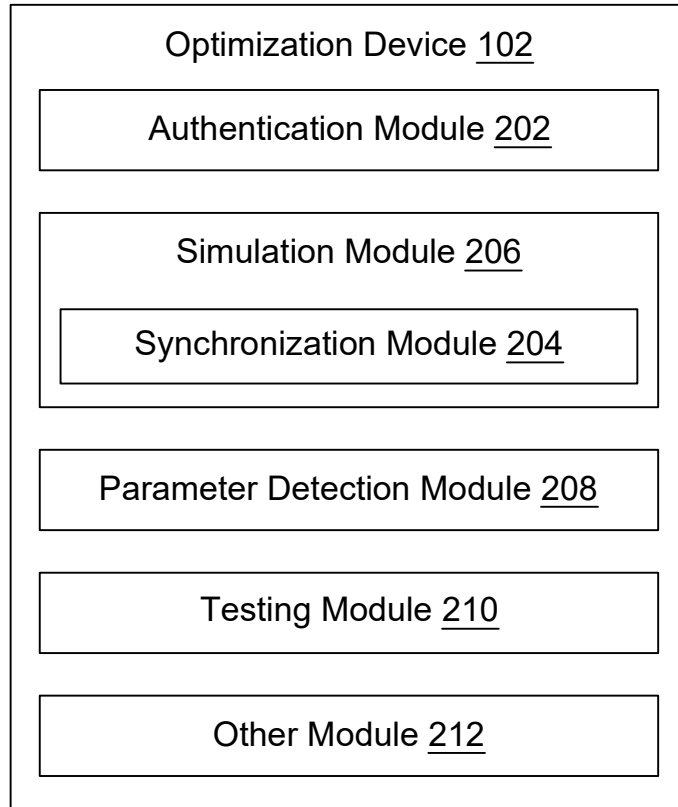 Optimization Device 102
Authentication Module 202
Simulation Module 206
Synchronization Module 204
Parameter Detection Module 208
Testing Module 210
Other Module 212